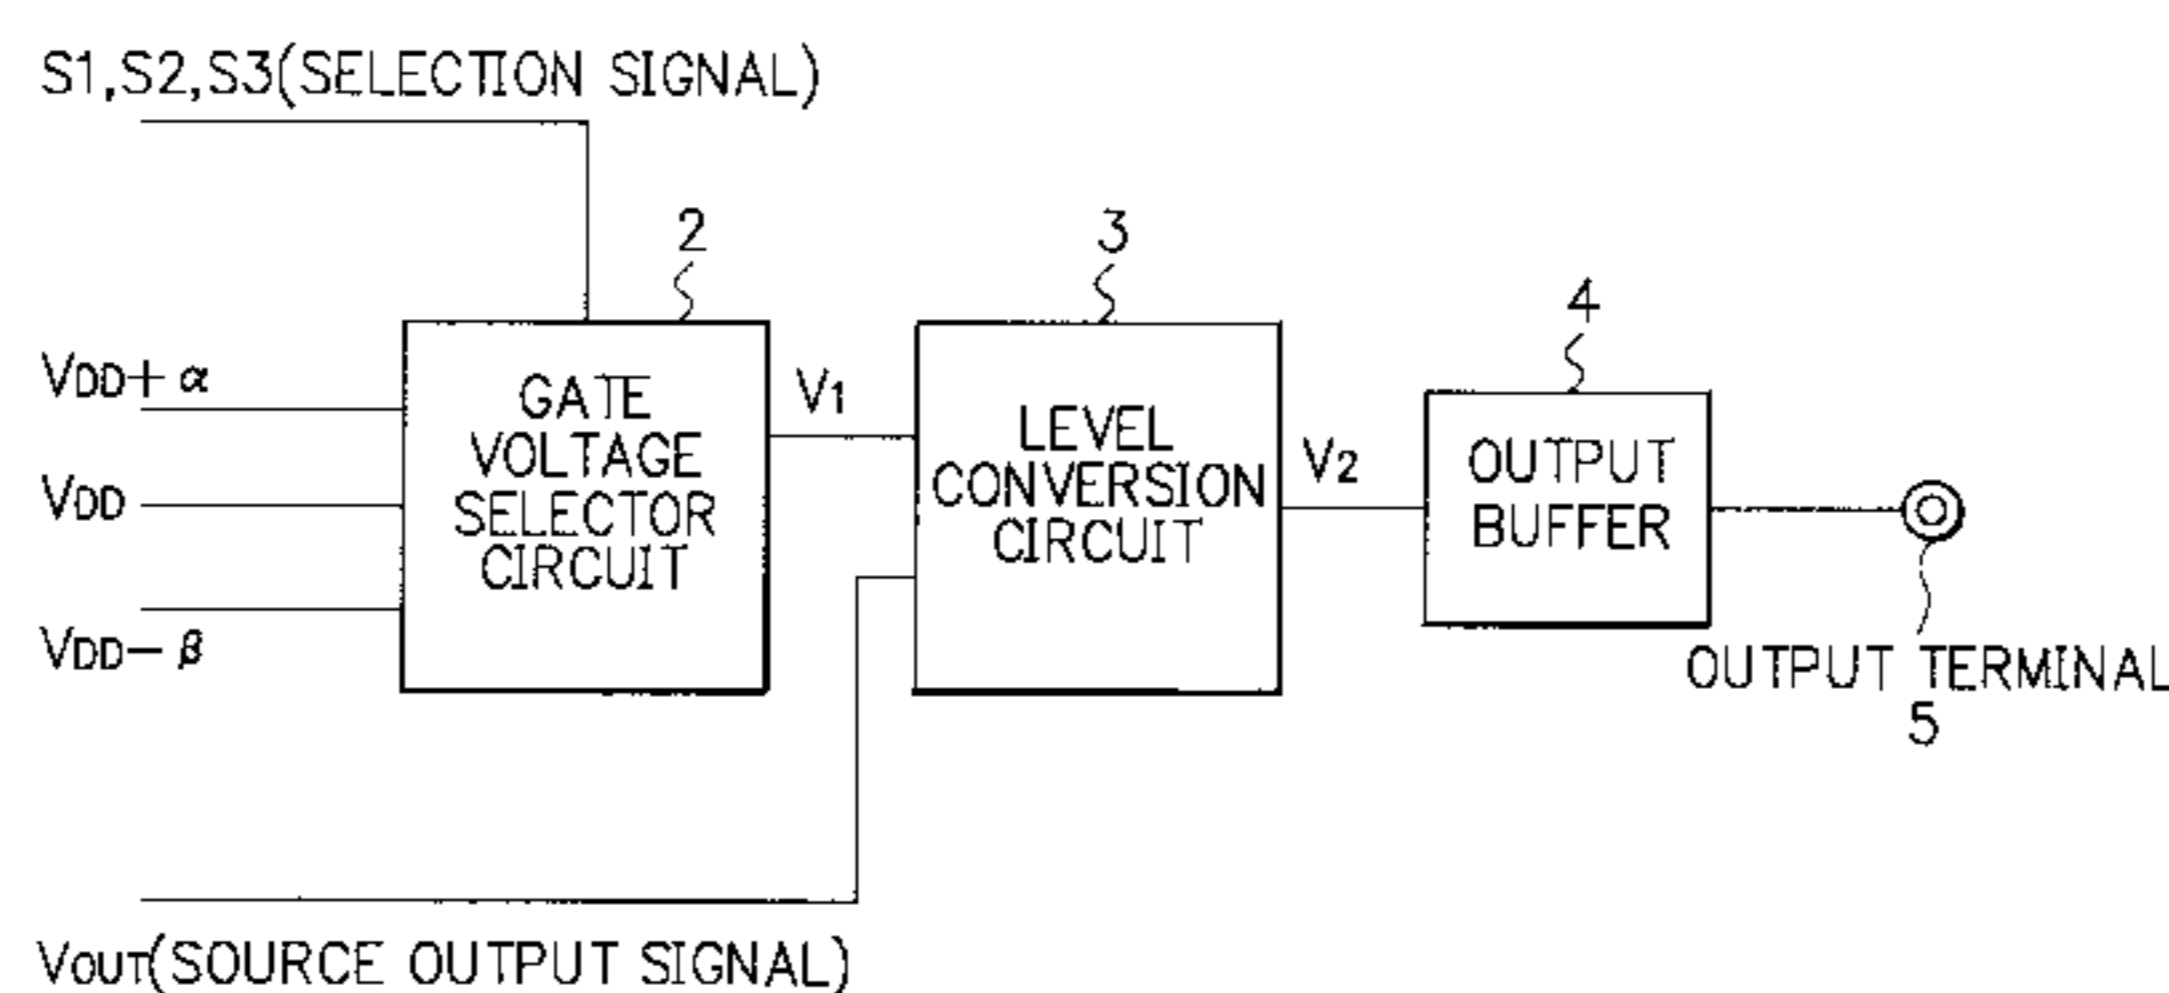 S1,S2,S3(SELECTION SIGNAL)
2
3
4
VDD+α
VDD
VDD−β
GATE
VOLTAGE
SELECTOR
CIRCUIT
V1
LEVEL
CONVERSION
CIRCUIT
V2
OUTPUT
BUFFER
OUTPUT TERMINAL
5
VOUT(SOURCE OUTPUT SIGNAL)